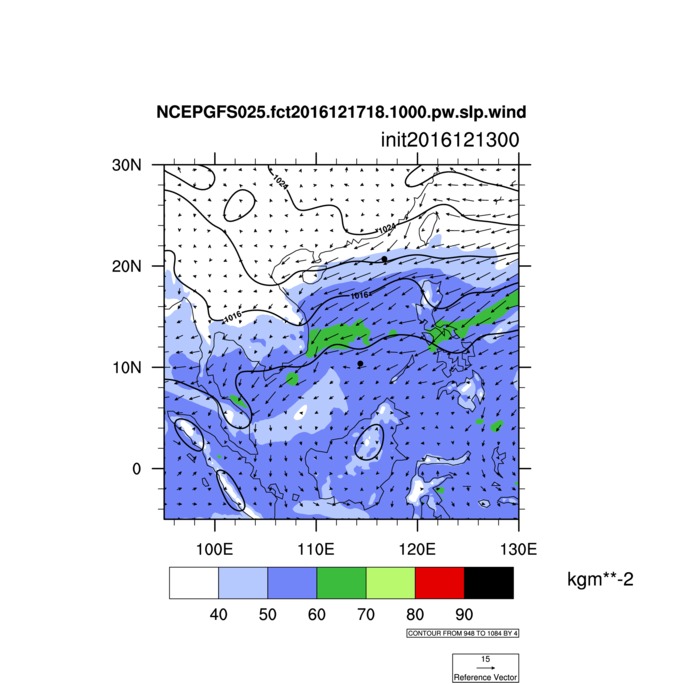 NCEPGFS025.fct2016121718.1000.pw.slp.wind
init2016121300
30N
20N
10N
0
1024
1024
1016
1016
100E 110E 120E 130E
kgm**-2
40 50 60 70 80 90
CONTOUR FROM 948 TO 1084 BY 4
15
Reference Vector